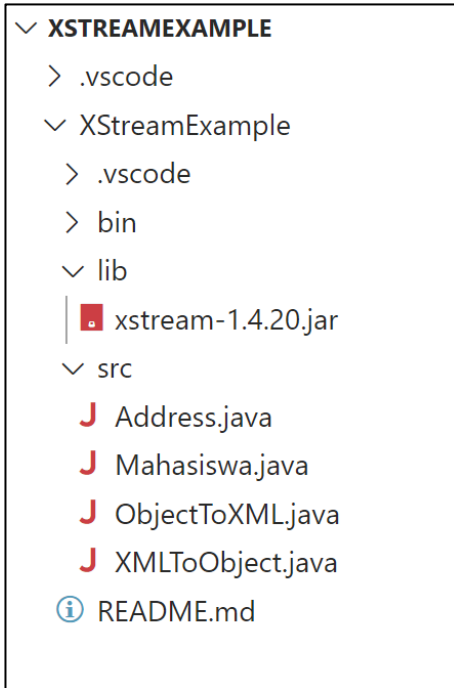 XSTREAMEXAMPLE
.vscode
XStreamExample
.vscode
bin
lib
xstream-1.4.20.jar
src
J Address.java
J Mahasiswa.java
J ObjectToXML.java
J XMLToObject.java
README.md